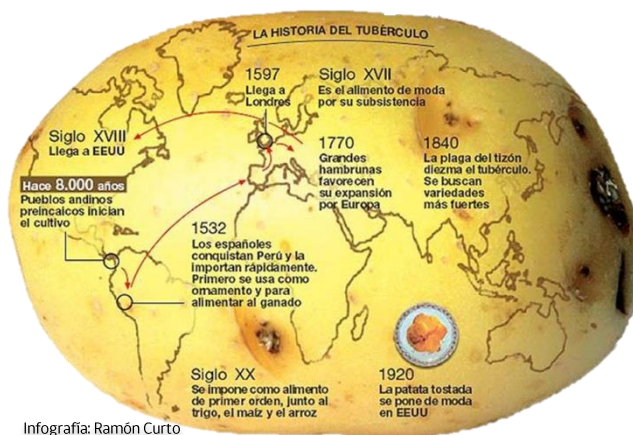 LA HISTORIA DEL TUBÉRCULO
1597
Llega a
Londres
Siglo XVII
Es el alimento de moda
por su subsistencia
Siglo XVIII
Llega a EEUU
1770
Grandes
hambrunas
favorecen
su expansión
por Europa
1840
La plaga del tizón
diezma el tubérculo.
Se buscan
variedades
más fuertes
Hace 8.000 años
Pueblos andinos
preincaicos inician
el cultivo
1532
Los españoles
conquistan Perú y la
importan rápidamente.
Primero se usa como
ornamento y para
alimentar al ganado
Siglo XX
Se impone como alimento
de primer orden, junto al
trigo, el maíz y el arroz
1920
La patata tostada
se pone de moda
en EEUU
Infografía: Ramón Curto